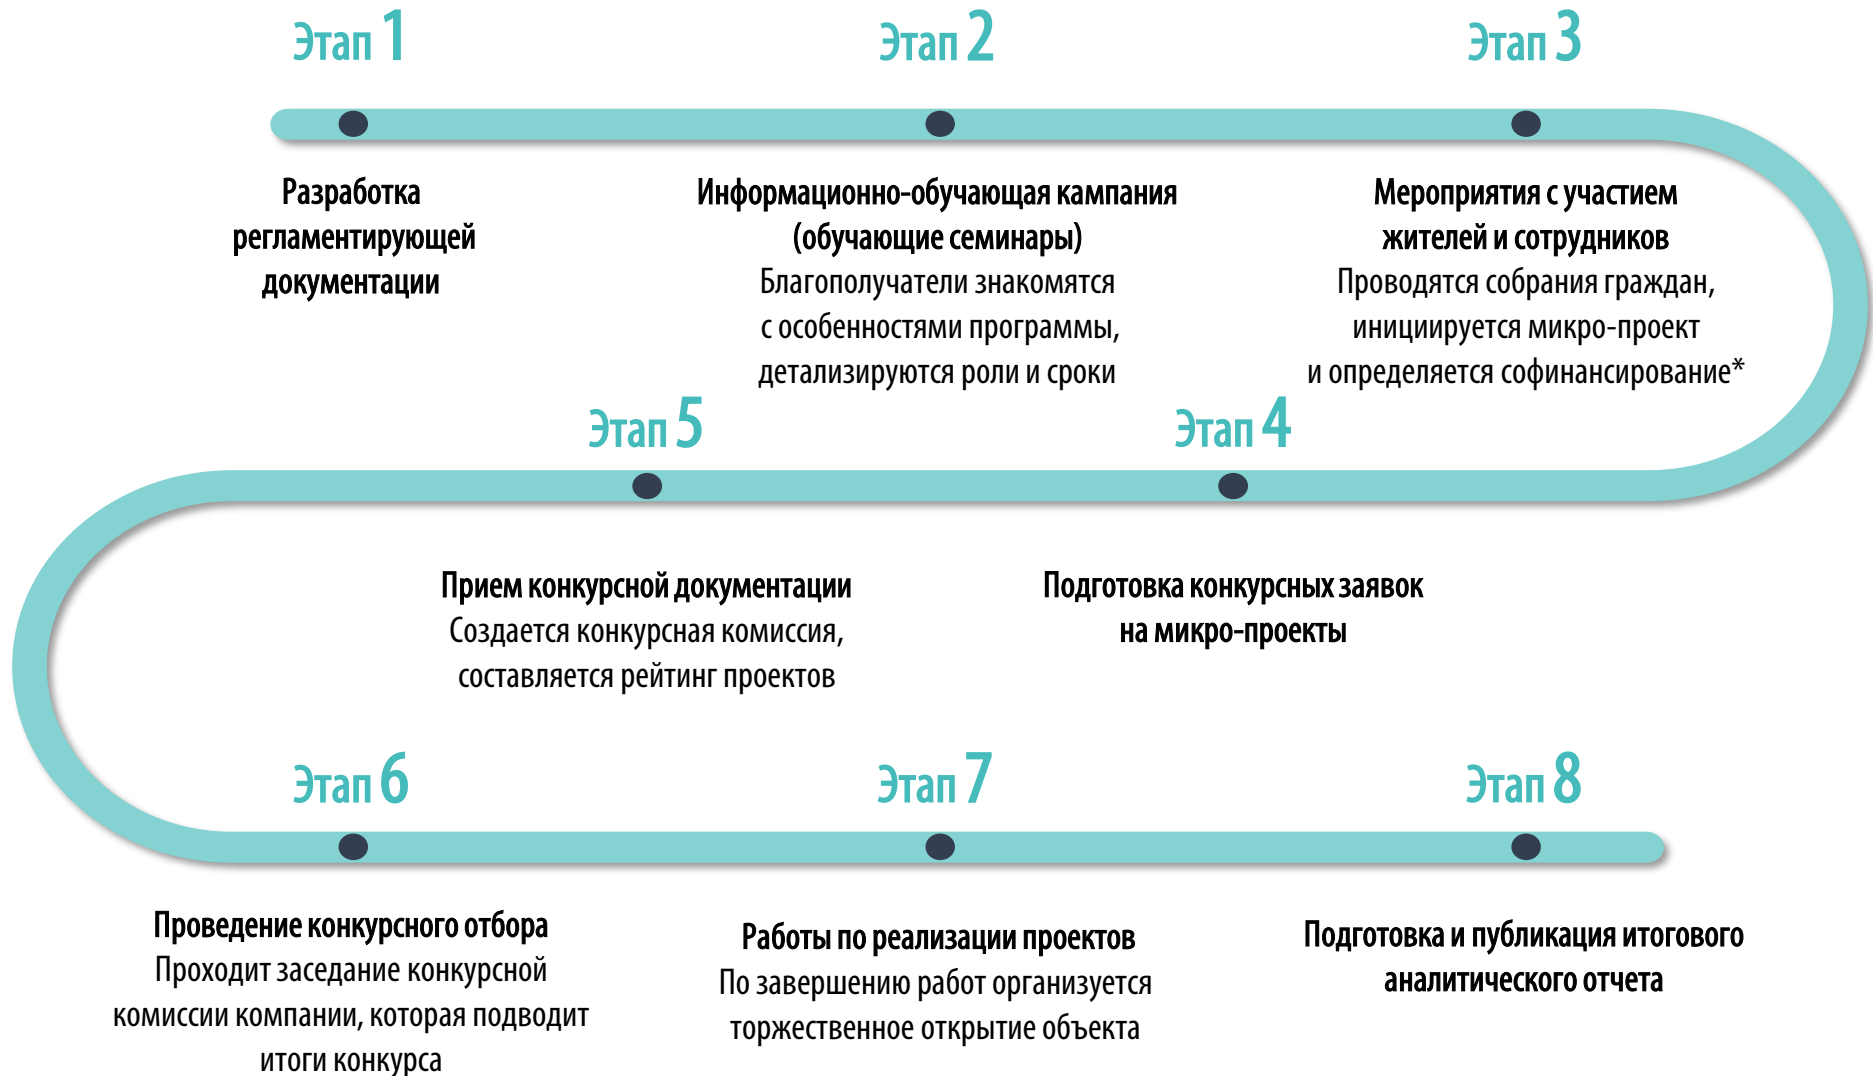 Этап 1
Разработка
регламентирующей
документации
Этап 2
Информационно-обучающая кампания
(обучающие семинары)
Благополучатели знакомятся
с особенностями программы,
детализируются роли и сроки
Этап 3
Мероприятия с участием
жителей и сотрудников
Проводятся собрания граждан,
инициируется микро-проект
и определяется софинансирование*
Этап 4
Подготовка конкурсных заявок
на микро-проекты
Этап 5
Прием конкурсной документации
Создается конкурсная комиссия,
составляется рейтинг проектов
Этап 6
Проведение конкурсного отбора
Проходит заседание конкурсной
комиссии компании, которая подводит
итоги конкурса
Этап 7
Работы по реализации проектов
По завершению работ организуется
торжественное открытие объекта
Этап 8
Подготовка и публикация итогового
аналитического отчета